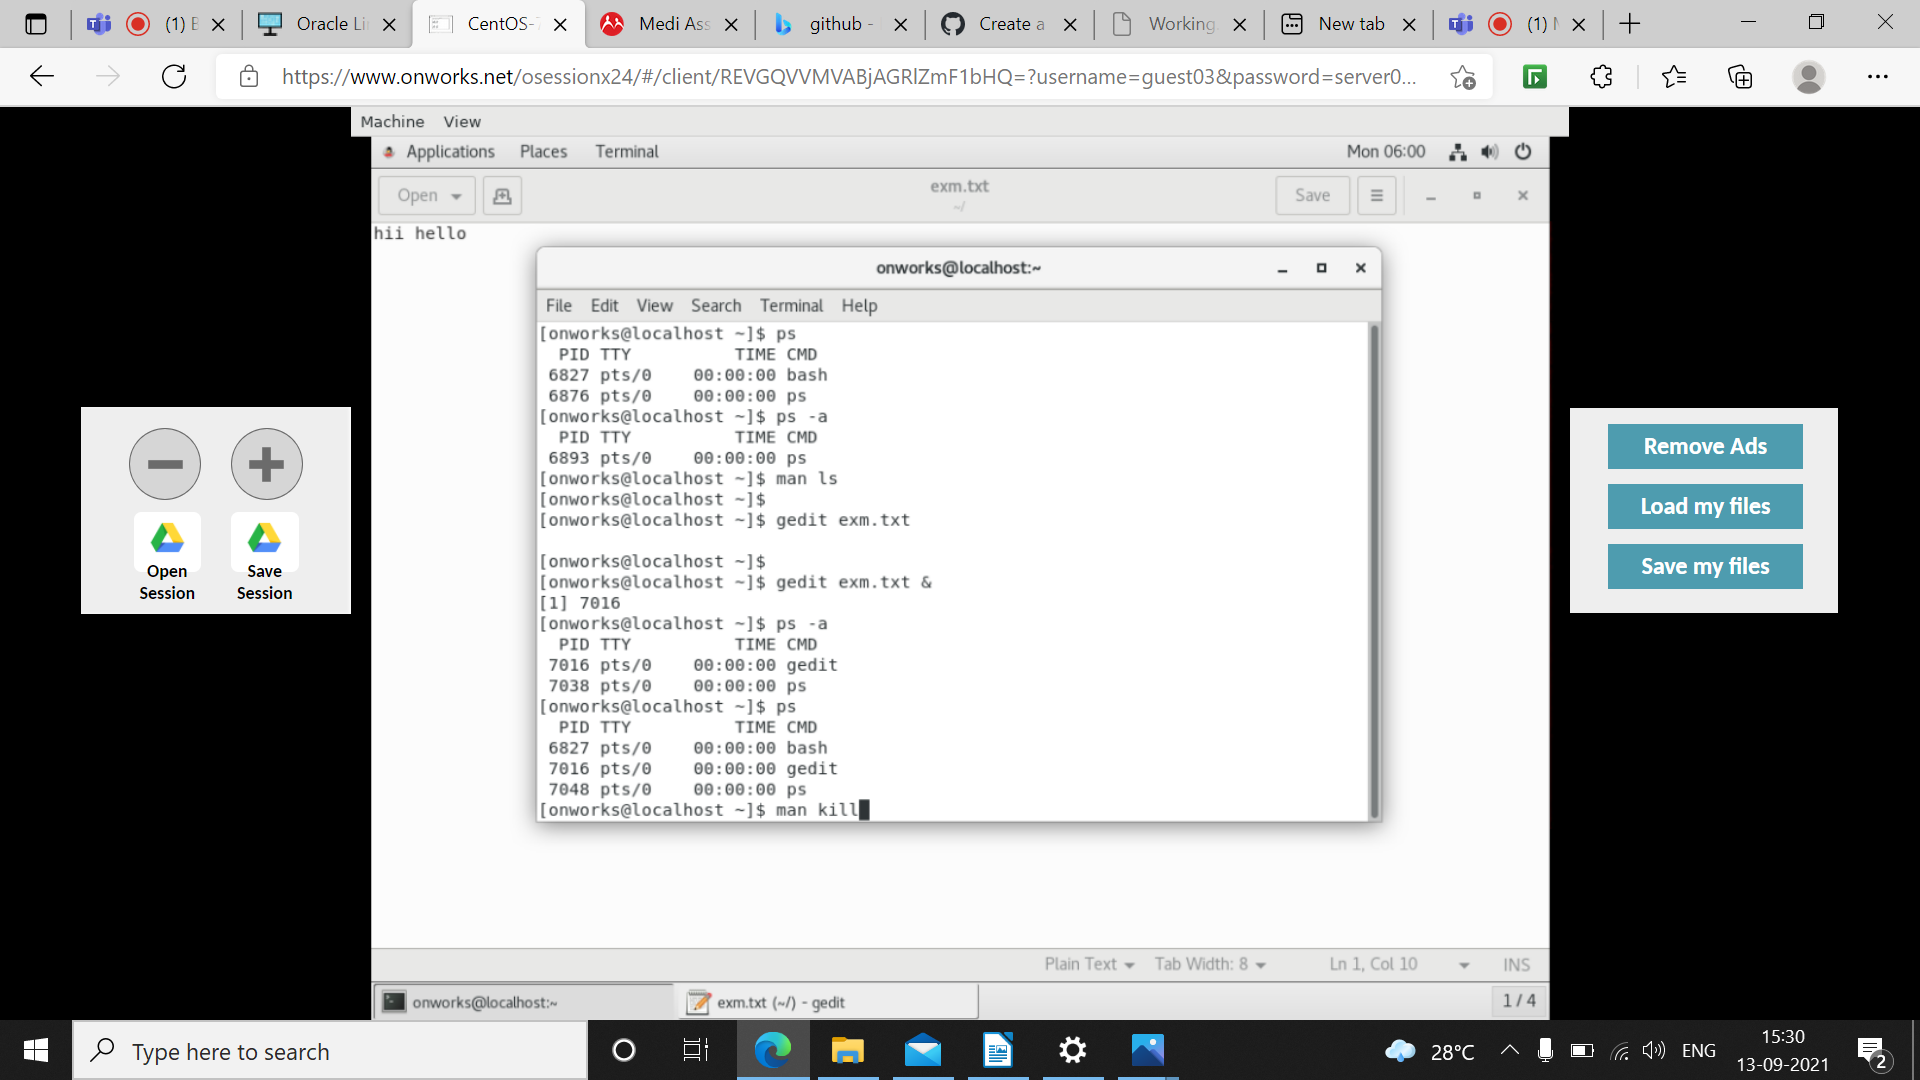 (1) E
Oracle Li
CentOS-7
Medi Ass
github -
Create a
Working
New tab
(1) M
https://www.onworks.net/osessionx24/#/client/REVGQVVMVABjAGRlZmF1bHQ=?username=guest03&password=server0...
Machine View
Applications Places Terminal Mon 06:00
Open exm.txt Save
~/
hii hello
onworks@localhost:~
File Edit View Search Terminal Help
[onworks@localhost ~]$ ps
PID TTY TIME CMD
6827 pts/0 00:00:00 bash
6876 pts/0 00:00:00 ps
[onworks@localhost ~]$ ps -a
PID TTY TIME CMD
6893 pts/0 00:00:00 ps
[onworks@localhost ~]$ man ls
[onworks@localhost ~]$
[onworks@localhost ~]$ gedit exm.txt
[onworks@localhost ~]$
[onworks@localhost ~]$ gedit exm.txt &
[1] 7016
[onworks@localhost ~]$ ps -a
PID TTY TIME CMD
7016 pts/0 00:00:00 gedit
7038 pts/0 00:00:00 ps
[onworks@localhost ~]$ ps
PID TTY TIME CMD
6827 pts/0 00:00:00 bash
7016 pts/0 00:00:00 gedit
7048 pts/0 00:00:00 ps
[onworks@localhost ~]$ man kill
Open
Session
Save
Session
Remove Ads
Load my files
Save my files
Plain Text Tab Width: 8 Ln 1, Col 10 INS
onworks@localhost:~ exm.txt (~/) - gedit 1 / 4
Type here to search
28°C
ENG
15:30
13-09-2021
2